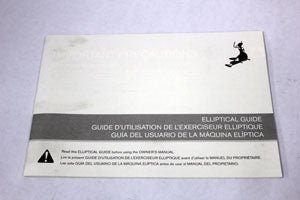 IMPORTANT PRECAUTIONS
ELLIPTICAL GUIDE
GUIDE D'UTILISATION DE L'EXERCISEUR ELLIPTIQUE
GUÍA DEL USUARIO DE LA MÁQUINA ELÍPTICA
Read this ELLIPTICAL GUIDE before using the OWNER'S MANUAL.
Lire le présent GUIDE D'UTILISATION DE L'EXERCISEUR ELLIPTIQUE avant d'utiliser le MANUEL DU PROPRIÉTAIRE.
Lea esta GUÍA DEL USUARIO DE LA MÁQUINA ELÍPTICA antes de usar el MANUAL DEL PROPIETARIO.